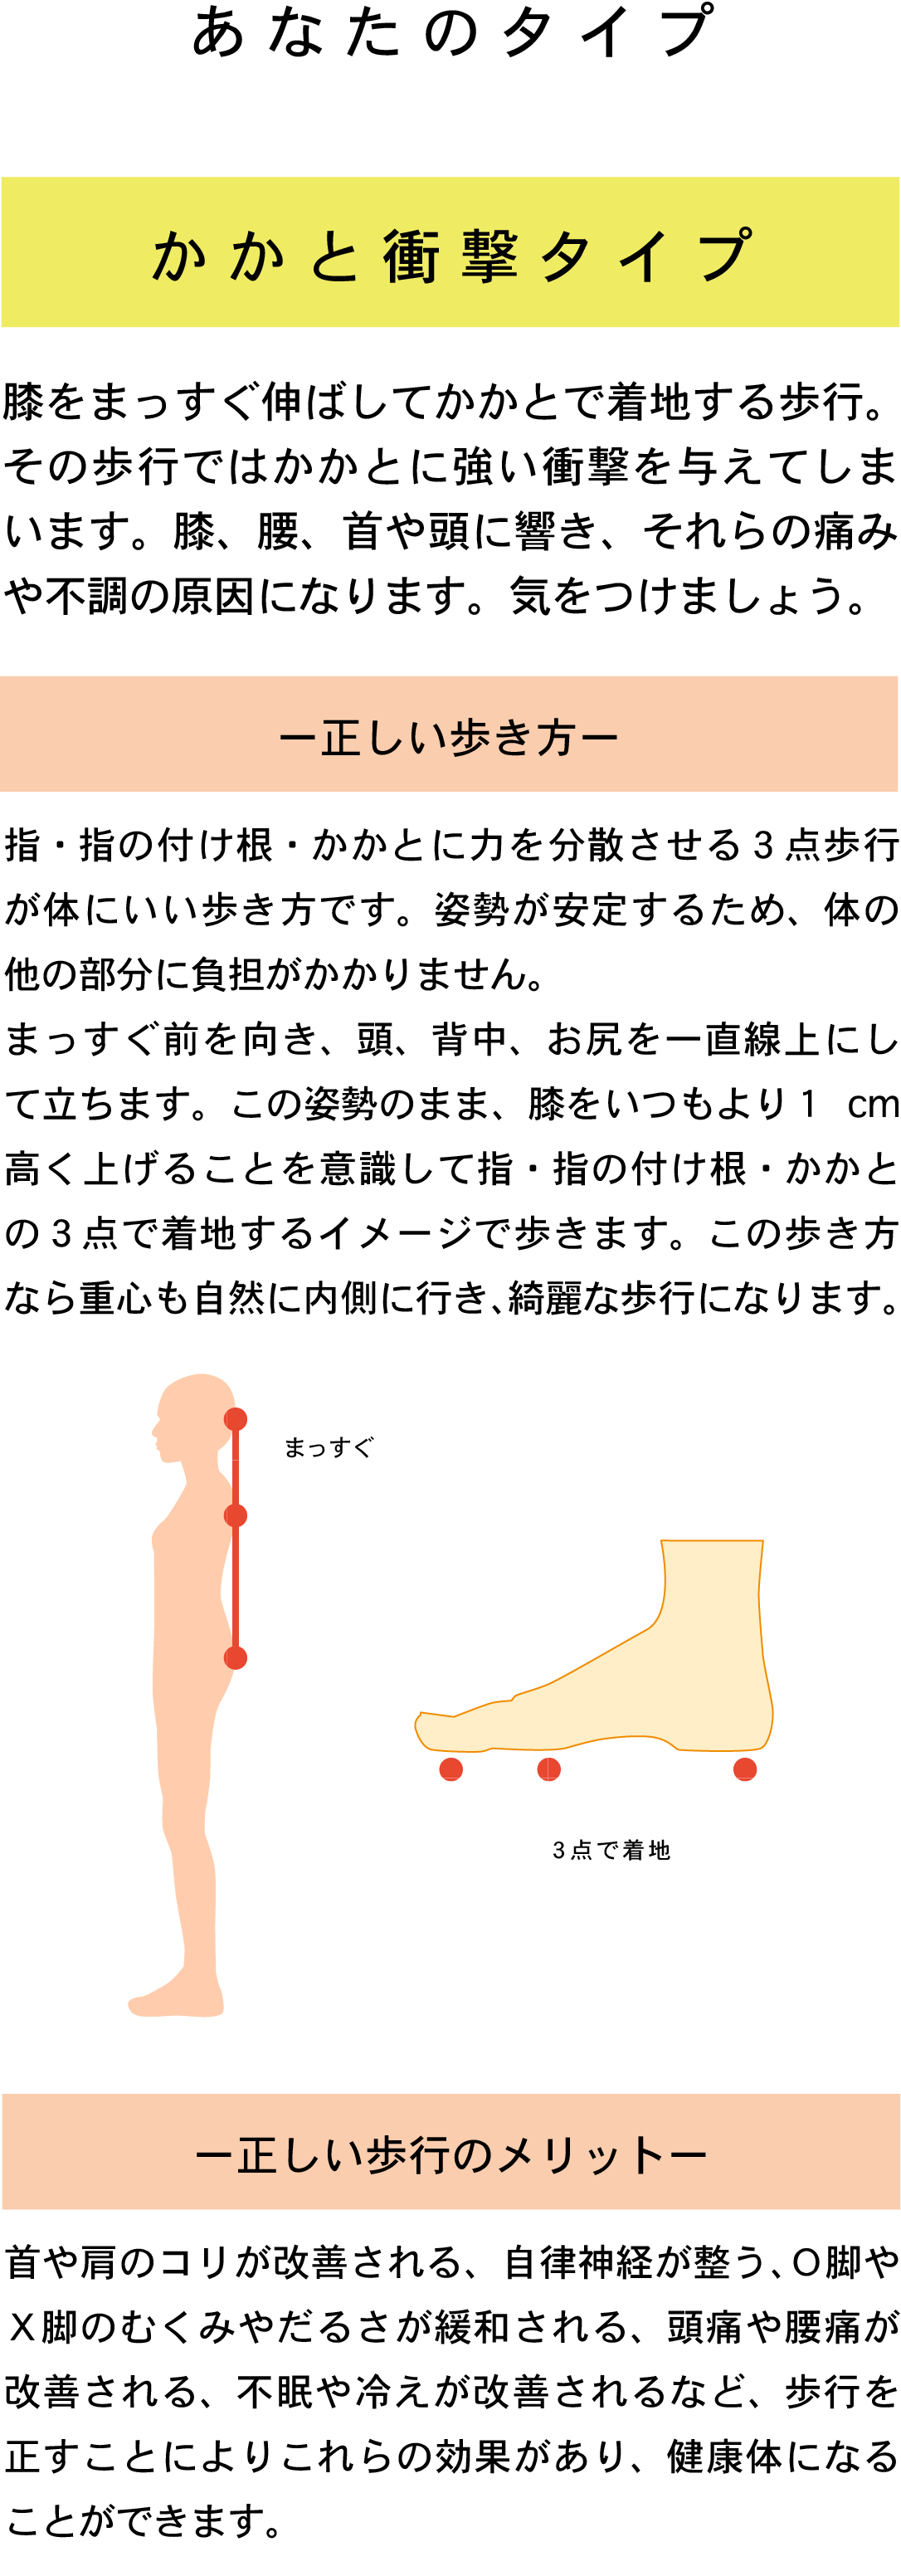 あなたのタイプ
かかと衝撃タイプ
膝をまっすぐ伸ばしてかかとで着地する歩行。
その歩行ではかかとに強い衝撃を与えてしま
います。膝、腰、首や頭に響き、それらの痛み
や不調の原因になります。気をつけましょう。
ー正しい歩き方ー
指・指の付け根・かかとに力を分散させる3点歩行
が体にいい歩き方です。姿勢が安定するため、体の
他の部分に負担がかかりません。
まっすぐ前を向き、頭、背中、お尻を一直線上にし
て立ちます。この姿勢のまま、膝をいつもより1 cm
高く上げることを意識して指・指の付け根・かかと
の3点で着地するイメージで歩きます。この歩き方
なら重心も自然に内側に行き、綺麗な歩行になります。
まっすぐ
3点で着地
ー正しい歩行のメリットー
首や肩のコリが改善される、自律神経が整う、O脚や
X脚のむくみやだるさが緩和される、頭痛や腰痛が
改善される、不眠や冷えが改善されるなど、歩行を
正すことによりこれらの効果があり、健康体になる
ことができます。